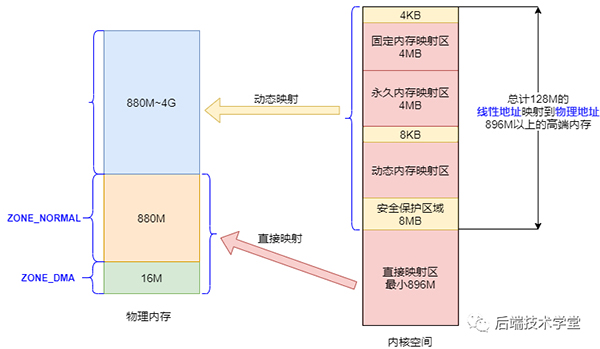 880M~4G
ZONE_NORMAL
880M
ZONE_DMA
16M
物理内存
动态映射
直接映射
4KB
固定内存映射区
4MB
永久内存映射区
4MB
8KB
动态内存映射区
安全保护区域
8MB
直接映射区
最小896M
内核空间
总计128M的
线性地址映射到物理地址
896M以上的高端内存
后端技术学堂